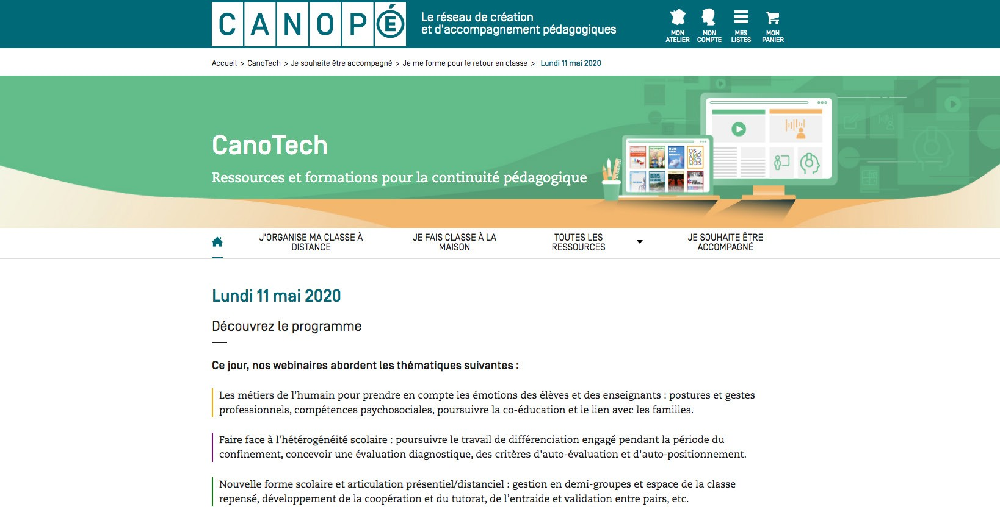 CANOPÉ
Le réseau de création
et d'accompagnement pédagogiques
MON
ATELIER
MON
COMPTE
MES
LISTES
MON
PANIER
Accueil > CanoTech > Je souhaite être accompagné > Je me forme pour le retour en classe > Lundi 11 mai 2020
CanoTech
Ressources et formations pour la continuité pédagogique
J'ORGANISE MA CLASSE À
DISTANCE
JE FAIS CLASSE À LA
MAISON
TOUTES LES
RESSOURCES
JE SOUHAITE ÊTRE
ACCOMPAGNÉ
Lundi 11 mai 2020
Découvrez le programme
Ce jour, nos webinaires abordent les thématiques suivantes :
Les métiers de l'humain pour prendre en compte les émotions des élèves et des enseignants : postures et gestes
professionnels, compétences psychosociales, poursuivre la co-éducation et le lien avec les familles.
Faire face à l'hétérogénéité scolaire : poursuivre le travail de différenciation engagé pendant la période du
confinement, concevoir une évaluation diagnostique, des critères d'auto-évaluation et d'auto-positionnement.
Nouvelle forme scolaire et articulation présentiel/distanciel : gestion en demi-groupes et espace de la classe
repensé, développement de la coopération et du tutorat, de l’entraide et validation entre pairs, etc.